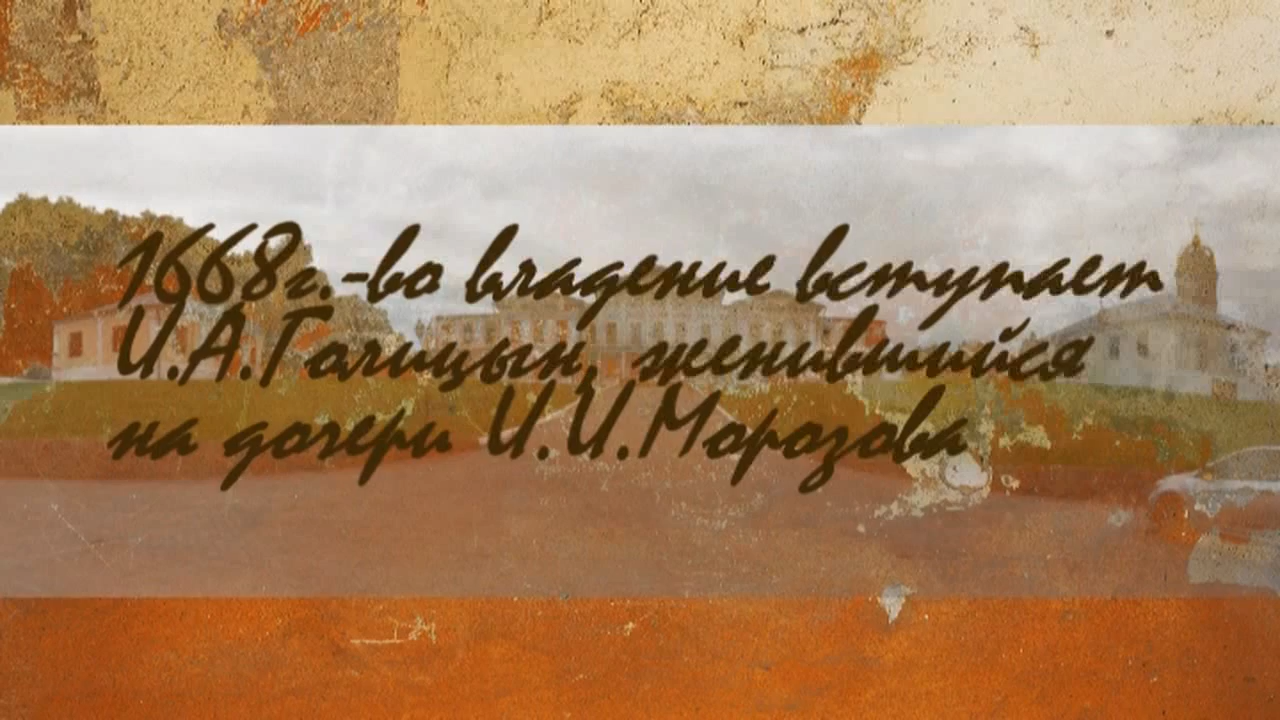 1668г.-во владение вступает
И.А.Голицын, женившийся
на дочери И.И.Морозова